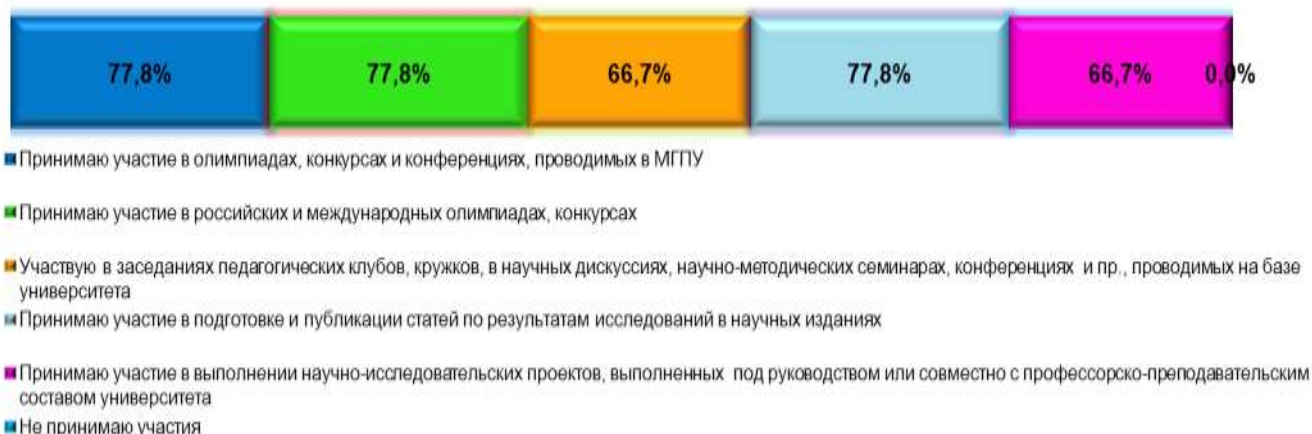 77,8% 77,8% 66,7% 77,8% 66,7% 0,0%
Принимаю участие в олимпиадах, конкурсах и конференциях, проводимых в МГПУ
Принимаю участие в российских и международных олимпиадах, конкурсах
Участвую в заседаниях педагогических клубов, кружков, в научных дискуссиях, научно-методических семинарах, конференциях и пр., проводимых на базе
университета
Принимаю участие в подготовке и публикации статей по результатам исследований в научных изданиях
Принимаю участие в выполнении научно-исследовательских проектов, выполненных под руководством или совместно с профессорско-преподавательским
составом университета
Не принимаю участия